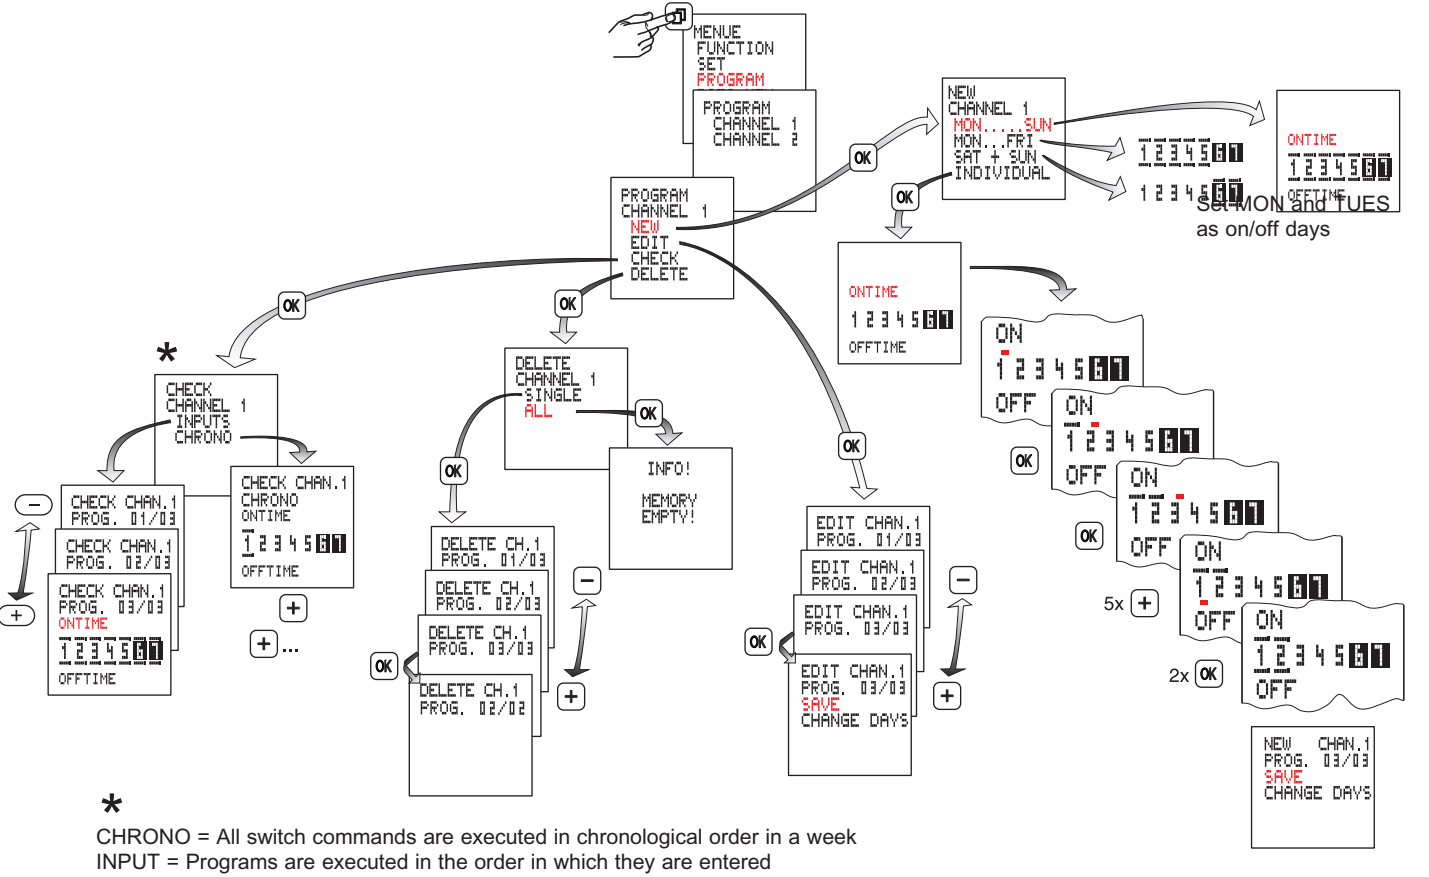 MENUE
FUNCTION
SET
PROGRAM
PROGRAM
CHANNEL 1
CHANNEL 2
PROGRAM
CHANNEL 1
NEW
EDIT
CHECK
DELETE
OK
NEW
CHANNEL 1
MON.....SUN
MON...FRI
SAT + SUN
INDIVIDUAL
1 2 3 4 5 6 7
1 2 3 4 5 6 7
ONTIME
1 2 3 4 5 6 7
OFFTIME
Set MON and TUES
as on/off days
OK
ONTIME
1 2 3 4 5 6 7
OFFTIME
ON
1 2 3 4 5 6 7
OFF
OK
ON
1 2 3 4 5 6 7
OFF
OK
ON
1 2 3 4 5 6 7
OFF
5x +
ON
1 2 3 4 5 6 7
OFF
2x OK
ON
1 2 3 4 5 6 7
OFF
NEW CHAN.1
PROG. 03/03
SAVE
CHANGE DAYS
OK
*
CHECK
CHANNEL 1
INPUTS
CHRONO
CHECK CHAN.1
PROG. 01/03
CHECK CHAN.1
PROG. 02/03
CHECK CHAN.1
PROG. 03/03
ONTIME
1 2 3 4 5 6 7
OFFTIME
−
+
CHECK CHAN.1
CHRONO
ONTIME
1 2 3 4 5 6 7
OFFTIME
+
+ ...
OK
DELETE
CHANNEL 1
SINGLE
ALL
OK
INFO!
MEMORY
EMPTY!
OK
DELETE CH.1
PROG. 01/03
DELETE CH.1
PROG. 02/03
DELETE CH.1
PROG. 03/03
OK
DELETE CH.1
PROG. 02/02
−
+
OK
EDIT CHAN.1
PROG. 01/03
EDIT CHAN.1
PROG. 02/03
EDIT CHAN.1
PROG. 03/03
OK
EDIT CHAN.1
PROG. 03/03
SAVE
CHANGE DAYS
−
+
*
CHRONO = All switch commands are executed in chronological order in a week
INPUT = Programs are executed in the order in which they are entered